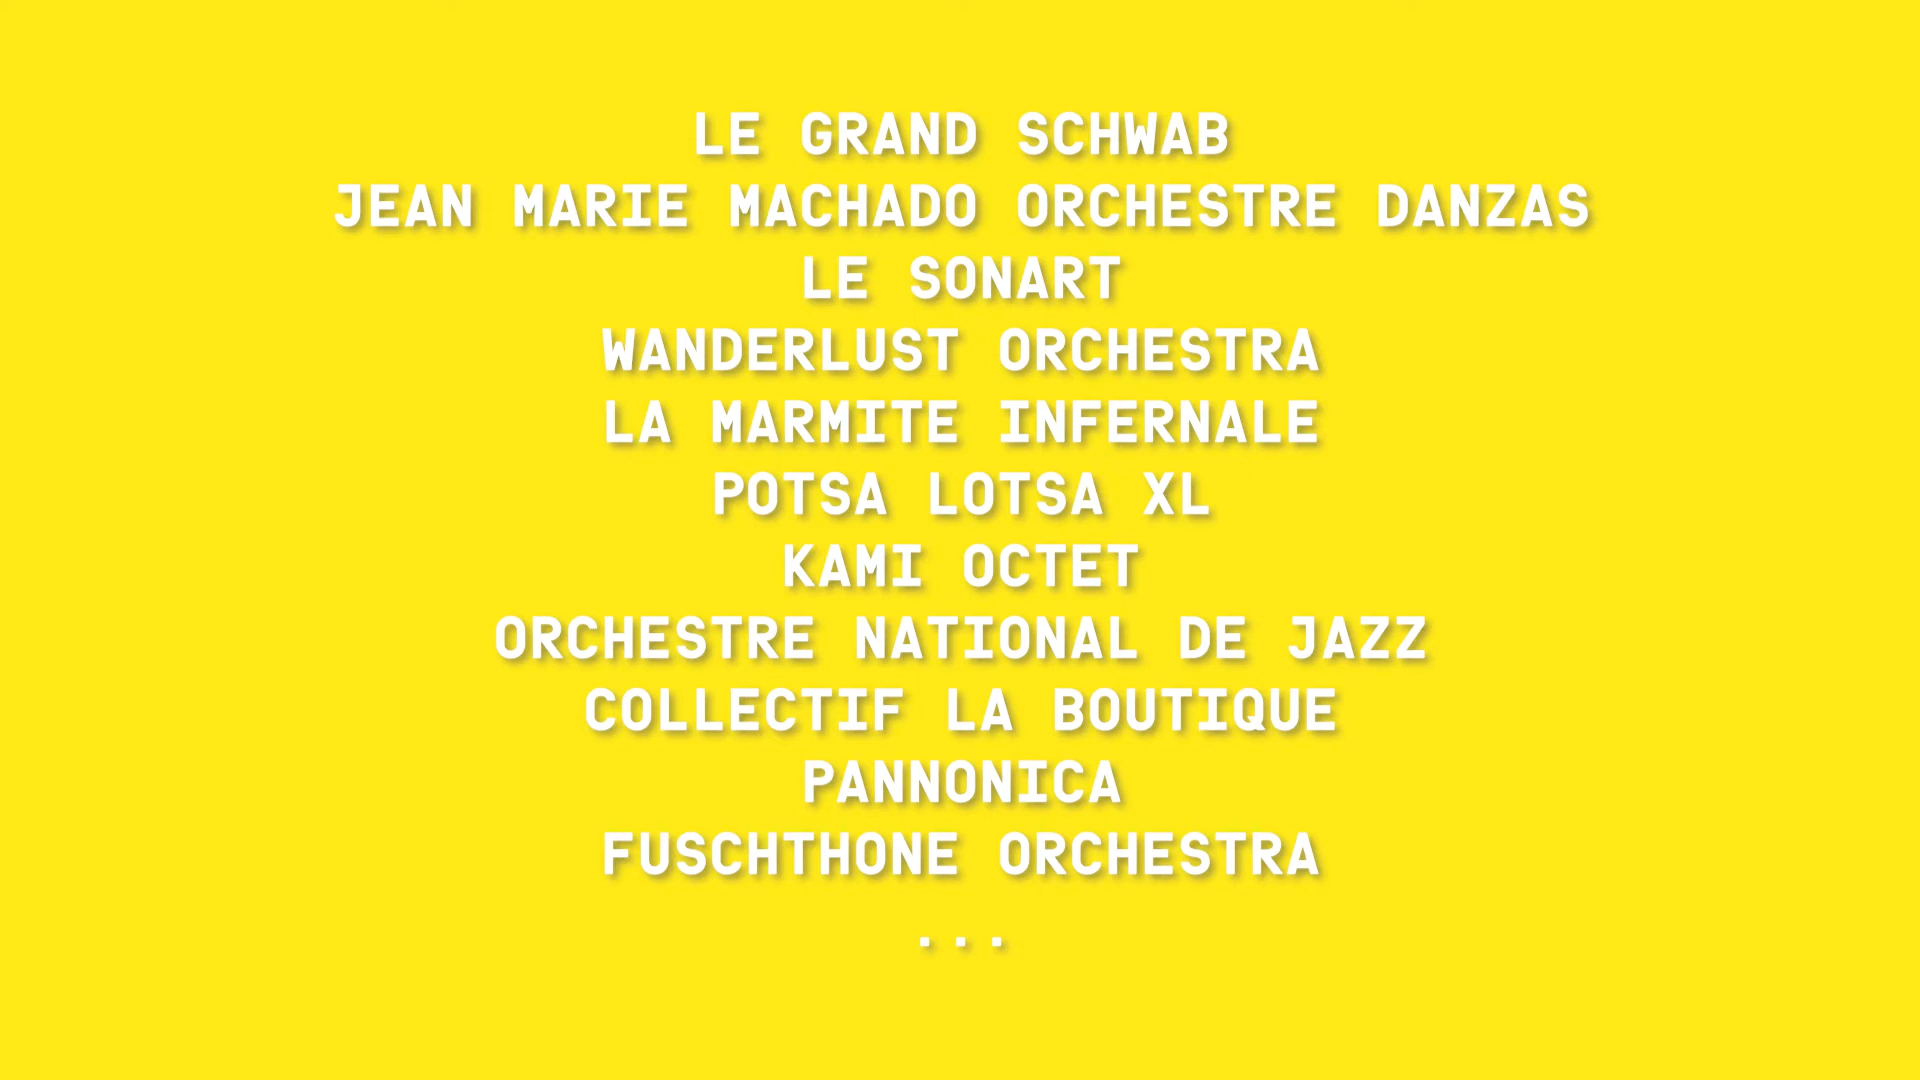 LE GRAND SCHWAB
JEAN MARIE MACHADO ORCHESTRE DANZAS
LE SONART
WANDERLUST ORCHESTRA
LA MARMITE INFERNALE
POTSA LOTSA XL
KAMI OCTET
ORCHESTRE NATIONAL DE JAZZ
COLLECTIF LA BOUTIQUE
PANNONICA
FUSCHTHONE ORCHESTRA
...